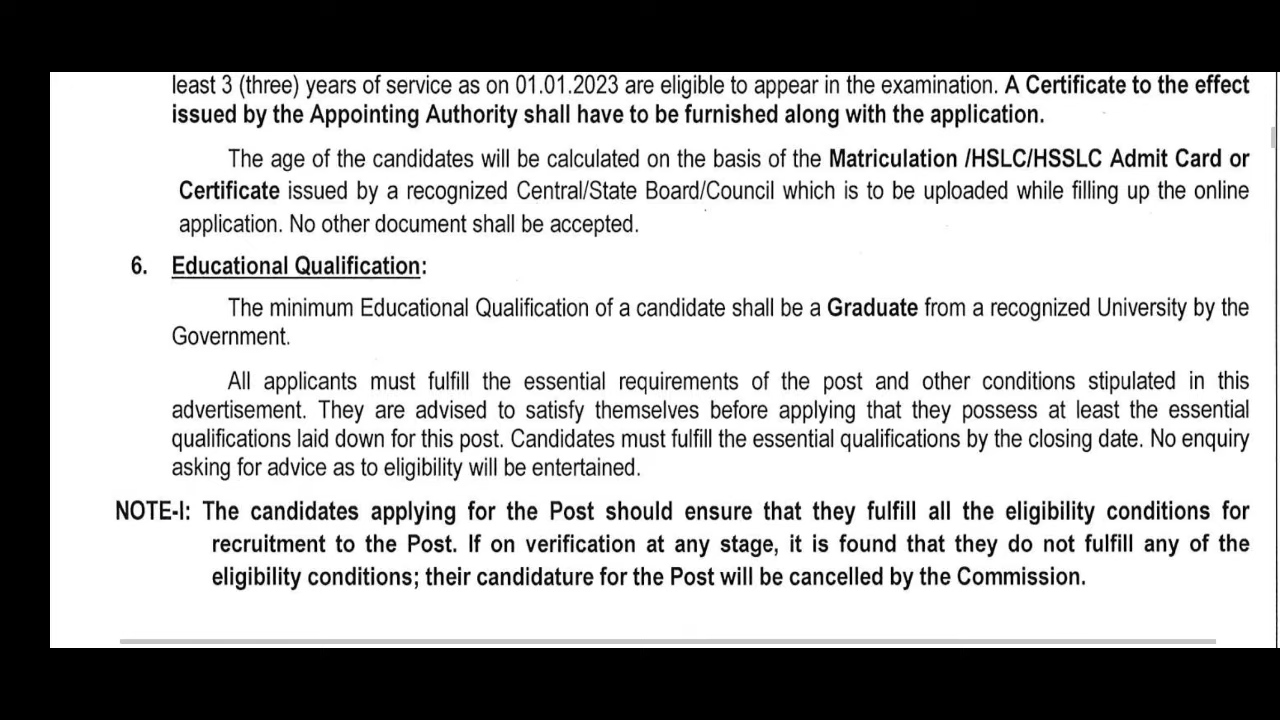 least 3 (three) years of service as on 01.01.2023 are eligible to appear in the examination. A Certificate to the effect
issued by the Appointing Authority shall have to be furnished along with the application.
The age of the candidates will be calculated on the basis of the Matriculation /HSLC/HSSLC Admit Card or
Certificate issued by a recognized Central/State Board/Council which is to be uploaded while filling up the online
application. No other document shall be accepted.
6. Educational Qualification:
The minimum Educational Qualification of a candidate shall be a Graduate from a recognized University by the
Government.
All applicants must fulfill the essential requirements of the post and other conditions stipulated in this
advertisement. They are advised to satisfy themselves before applying that they possess at least the essential
qualifications laid down for this post. Candidates must fulfill the essential qualifications by the closing date. No enquiry
asking for advice as to eligibility will be entertained.
NOTE-I: The candidates applying for the Post should ensure that they fulfill all the eligibility conditions for
recruitment to the Post. If on verification at any stage, it is found that they do not fulfill any of the
eligibility conditions; their candidature for the Post will be cancelled by the Commission.